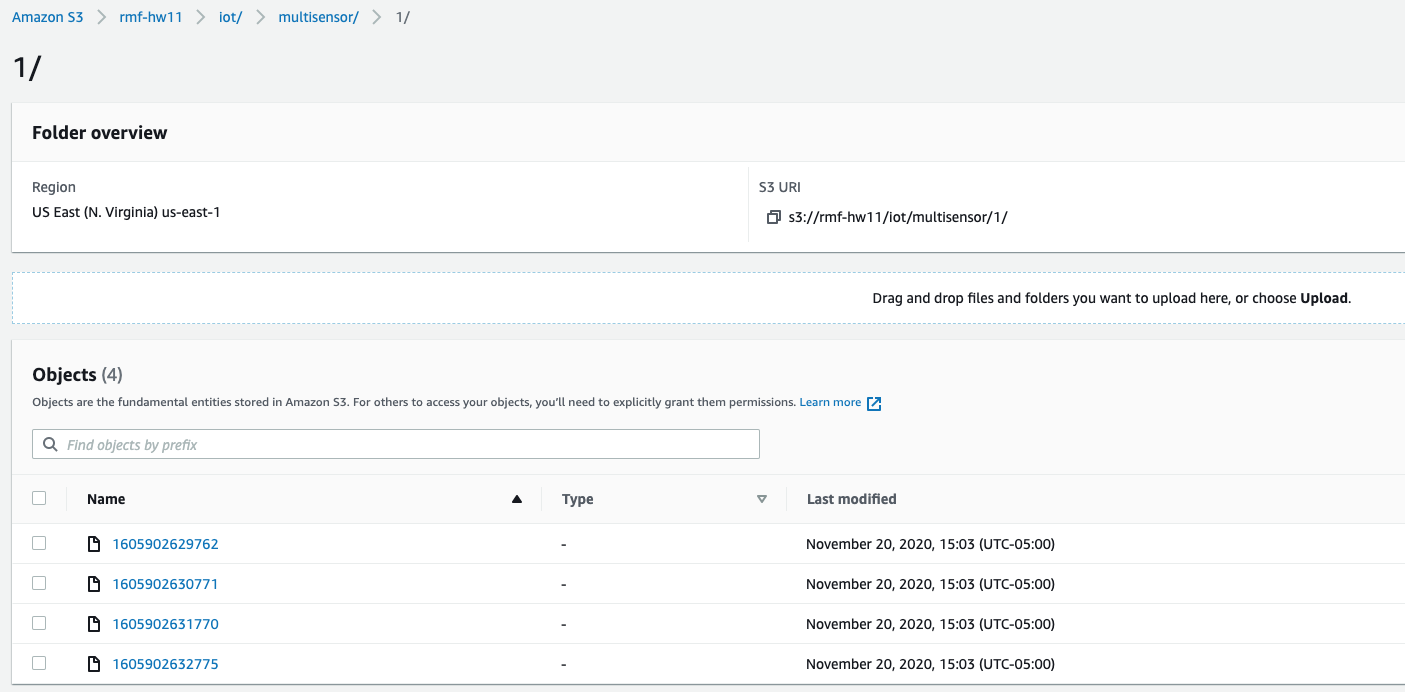 Amazon S3 > rmf-hw11 > iot/ > multisensor/ > 1/
1/
Folder overview
Region
US East (N. Virginia) us-east-1
S3 URI
s3://rmf-hw11/iot/multisensor/1/
Drag and drop files and folders you want to upload here, or choose Upload.
Objects (4)
Objects are the fundamental entities stored in Amazon S3. For others to access your objects, you’ll need to explicitly grant them permissions. Learn more
Find objects by prefix
Name Type Last modified
1605902629762 - November 20, 2020, 15:03 (UTC-05:00)
1605902630771 - November 20, 2020, 15:03 (UTC-05:00)
1605902631770 - November 20, 2020, 15:03 (UTC-05:00)
1605902632775 - November 20, 2020, 15:03 (UTC-05:00)